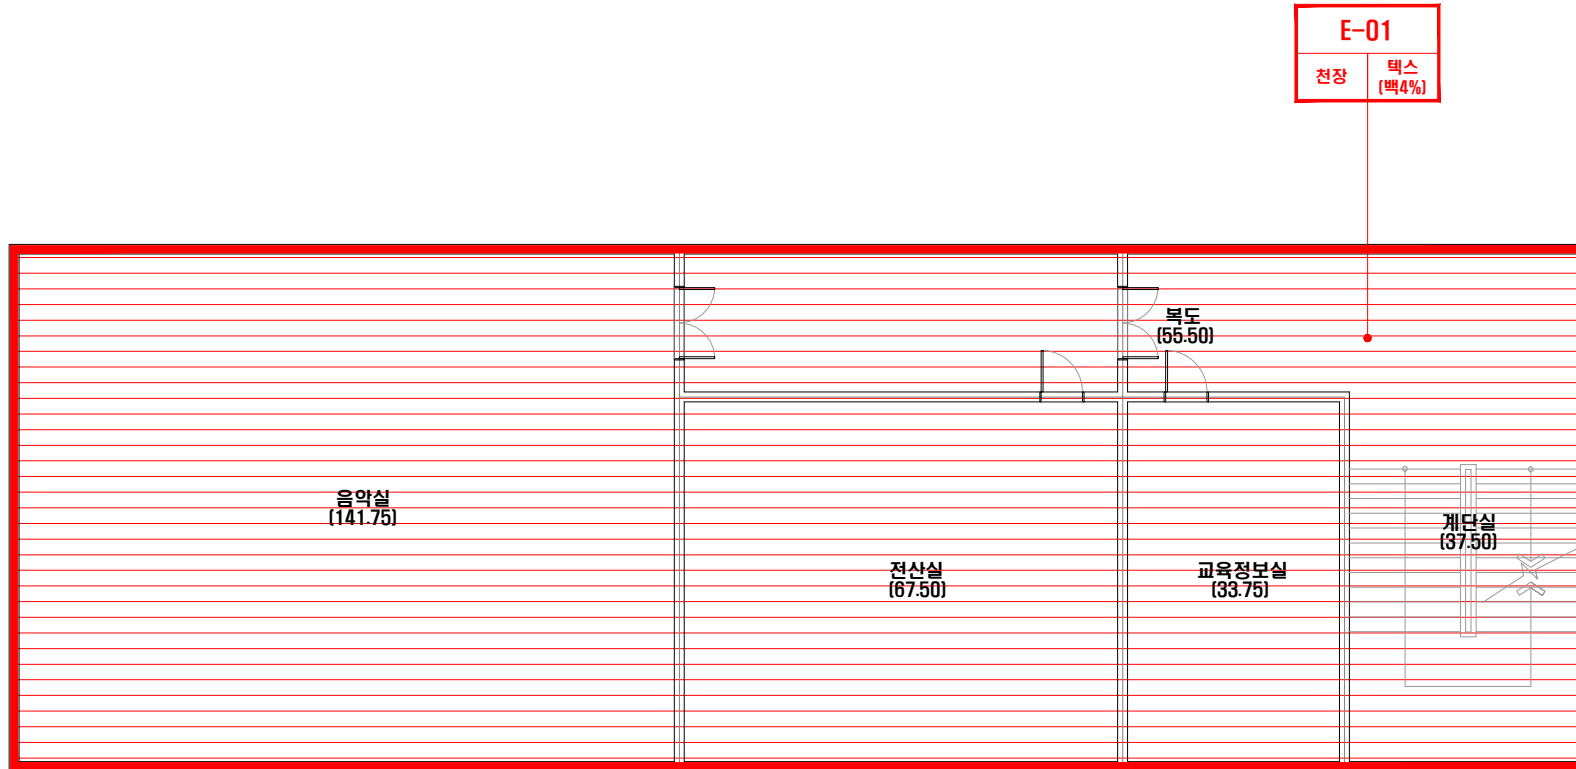 E-01
천장
텍스
(백4%)
복도
(55.50)
음악실
(141.75)
계단실
(37.50)
전산실
(67.50)
교육정보실
(33.75)